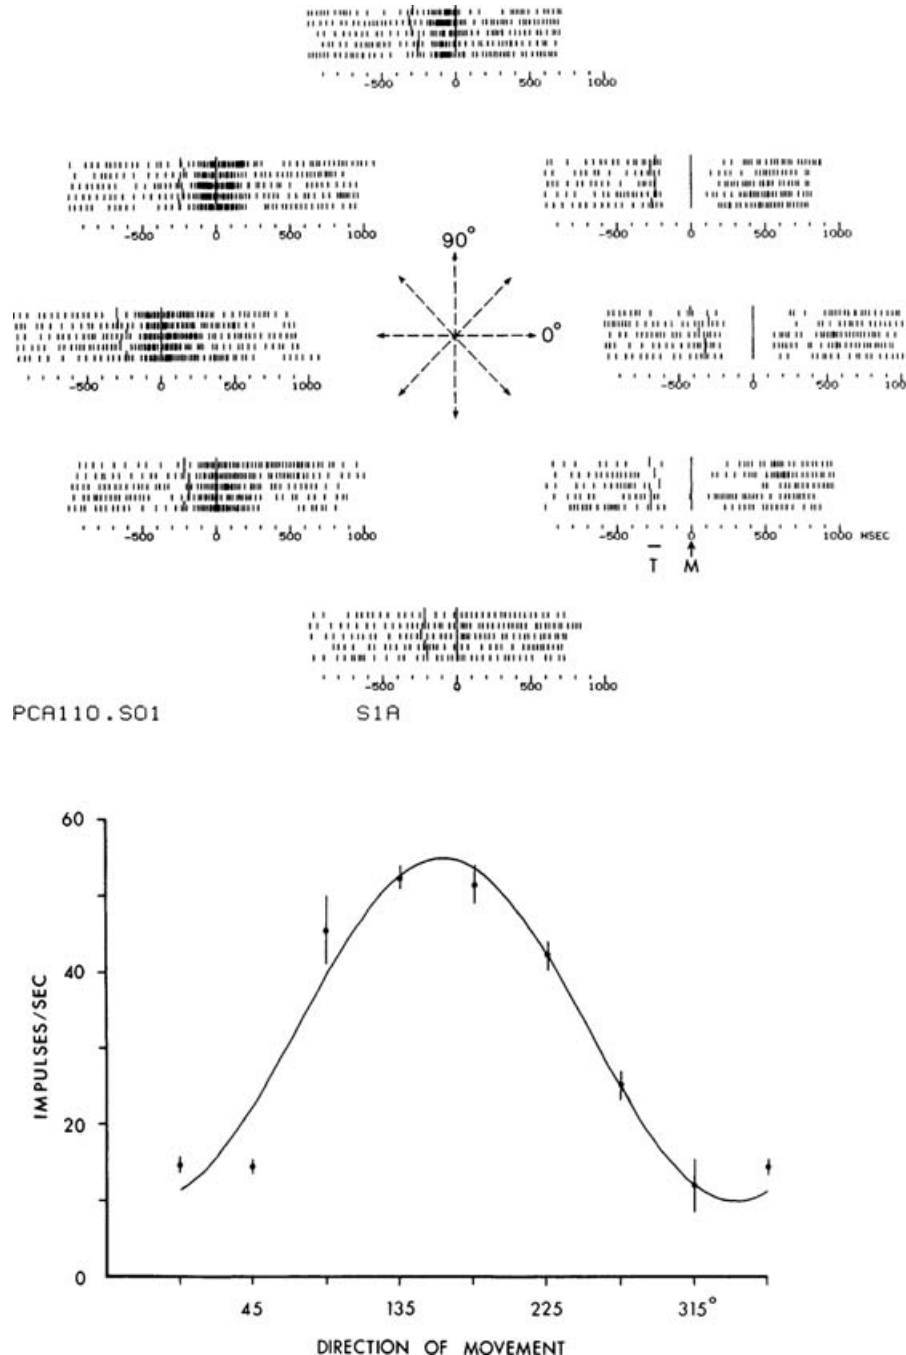 -500 0 500 1000
-500 0 500 1000
-500 0 500 1000
90°
0°
-500 0 500 1000
-500 0 500 1000
-500 0 500 1000
-500 0 500 1000 MSEC
T M
-500 0 500 1000
PCA110.S01 S1A
60
40
20
0
IMPULSES/SEC
45 135 225 315°
DIRECTION OF MOVEMENT